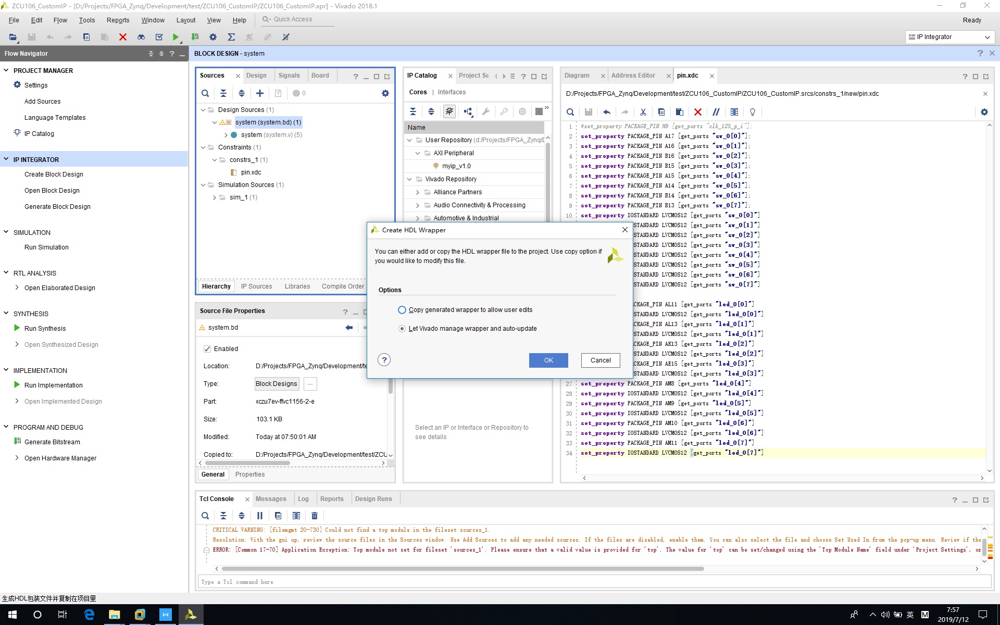 ZCU106_CustomIP - [D:/Projects/FPGA_Zynq/Development/test/ZCU106_CustomIP/ZCU106_CustomIP.xpr] - Vivado 2018.1
File Edit Flow Tools Reports Window Layout View Help Quick Access Ready
IP Integrator
Flow Navigator
PROJECT MANAGER
Settings
Add Sources
Language Templates
IP Catalog
IP INTEGRATOR
Create Block Design
Open Block Design
Generate Block Design
SIMULATION
Run Simulation
RTL ANALYSIS
Open Elaborated Design
SYNTHESIS
Run Synthesis
Open Synthesized Design
IMPLEMENTATION
Run Implementation
Open Implemented Design
PROGRAM AND DEBUG
Generate Bitstream
Open Hardware Manager
BLOCK DESIGN - system
Sources Design Signals Board
0
Design Sources (1)
system (system.bd) (1)
system (system.v) (5)
Constraints (1)
constrs_1 (1)
pin.xdc
Simulation Sources (1)
sim_1 (1)
Hierarchy IP Sources Libraries Compile Order
Source File Properties
system.bd
Enabled
Location: D:/Projects/FPGA_Zynq/Development/te
Type: Block Designs
Part: xczu7ev-ffvc1156-2-e
Size: 103.1 KB
Modified: Today at 07:50:01 AM
Copied to: D:/Projects/FPGA_Zynq/Development/test/ZCU
General Properties
IP Catalog Project Su
Cores | Interfaces
Name
User Repository (d:/Projects/FPGA_Zynq/D
AXI Peripheral
myip_v1.0
Vivado Repository
Alliance Partners
Audio Connectivity & Processing
Automotive & Industrial
Select an IP or Interface or Repository to
see details
Create HDL Wrapper
You can either add or copy the HDL wrapper file to the project. Use copy option if
you would like to modify this file.
Options
Copy generated wrapper to allow user edits
Let Vivado manage wrapper and auto-update
OK Cancel
Diagram Address Editor pin.xdc
D:/Projects/FPGA_Zynq/Development/test/ZCU106_CustomIP/ZCU106_CustomIP.srcs/constrs_1/new/pin.xdc
1 #set_property PACKAGE_PIN H9 [get_ports "clk_125_p_i"];
2 set_property PACKAGE_PIN A17 [get_ports "sw_0[0]"];
3 set_property PACKAGE_PIN A16 [get_ports "sw_0[1]"];
4 set_property PACKAGE_PIN B16 [get_ports "sw_0[2]"];
5 set_property PACKAGE_PIN B15 [get_ports "sw_0[3]"];
6 set_property PACKAGE_PIN A15 [get_ports "sw_0[4]"];
7 set_property PACKAGE_PIN A14 [get_ports "sw_0[5]"];
8 set_property PACKAGE_PIN B14 [get_ports "sw_0[6]"];
9 set_property PACKAGE_PIN B13 [get_ports "sw_0[7]"];
10 set_property IOSTANDARD LVCMOS12 [get_ports "sw_0[0]"]
STANDARD LVCMOS12 [get_ports "sw_0[1]"]
STANDARD LVCMOS12 [get_ports "sw_0[2]"]
STANDARD LVCMOS12 [get_ports "sw_0[3]"]
STANDARD LVCMOS12 [get_ports "sw_0[4]"]
STANDARD LVCMOS12 [get_ports "sw_0[5]"]
STANDARD LVCMOS12 [get_ports "sw_0[6]"]
STANDARD LVCMOS12 [get_ports "sw_0[7]"]
CKAGE_PIN AL11 [get_ports "led_0[0]"]
STANDARD LVCMOS12 [get_ports "led_0[0]"]
CKAGE_PIN AL13 [get_ports "led_0[1]"]
STANDARD LVCMOS12 [get_ports "led_0[1]"]
CKAGE_PIN AK13 [get_ports "led_0[2]"]
STANDARD LVCMOS12 [get_ports "led_0[2]"]
CKAGE_PIN AE15 [get_ports "led_0[3]"]
STANDARD LVCMOS12 [get_ports "led_0[3]"]
27 set_property PACKAGE_PIN AM8 [get_ports "led_0[4]"]
28 set_property IOSTANDARD LVCMOS12 [get_ports "led_0[4]"]
29 set_property PACKAGE_PIN AM9 [get_ports "led_0[5]"]
30 set_property IOSTANDARD LVCMOS12 [get_ports "led_0[5]"]
31 set_property PACKAGE_PIN AM10 [get_ports "led_0[6]"]
32 set_property IOSTANDARD LVCMOS12 [get_ports "led_0[6]"]
33 set_property PACKAGE_PIN AM11 [get_ports "led_0[7]"]
34 set_property IOSTANDARD LVCMOS12 [get_ports "led_0[7]"]
Tcl Console Messages Log Reports Design Runs
CRITICAL WARNING: [filemgmt 20-730] Could not find a top module in the fileset sources_1.
Resolution: With the gui up, review the source files in the Sources window. Use Add Sources to add any needed sources. If the files are disabled, enable them. You can also select the file and choose Set Used In from the pop-up menu. Review if the
ERROR: [Common 17-70] Application Exception: Top module not set for fileset 'sources_1'. Please ensure that a valid value is provided for 'top'. The value for 'top' can be set/changed using the 'Top Module Name' field under 'Project Settings', or
Type a Tcl command here
生成HDL包装文件并复制在项目里
英
7:57
2019/7/12